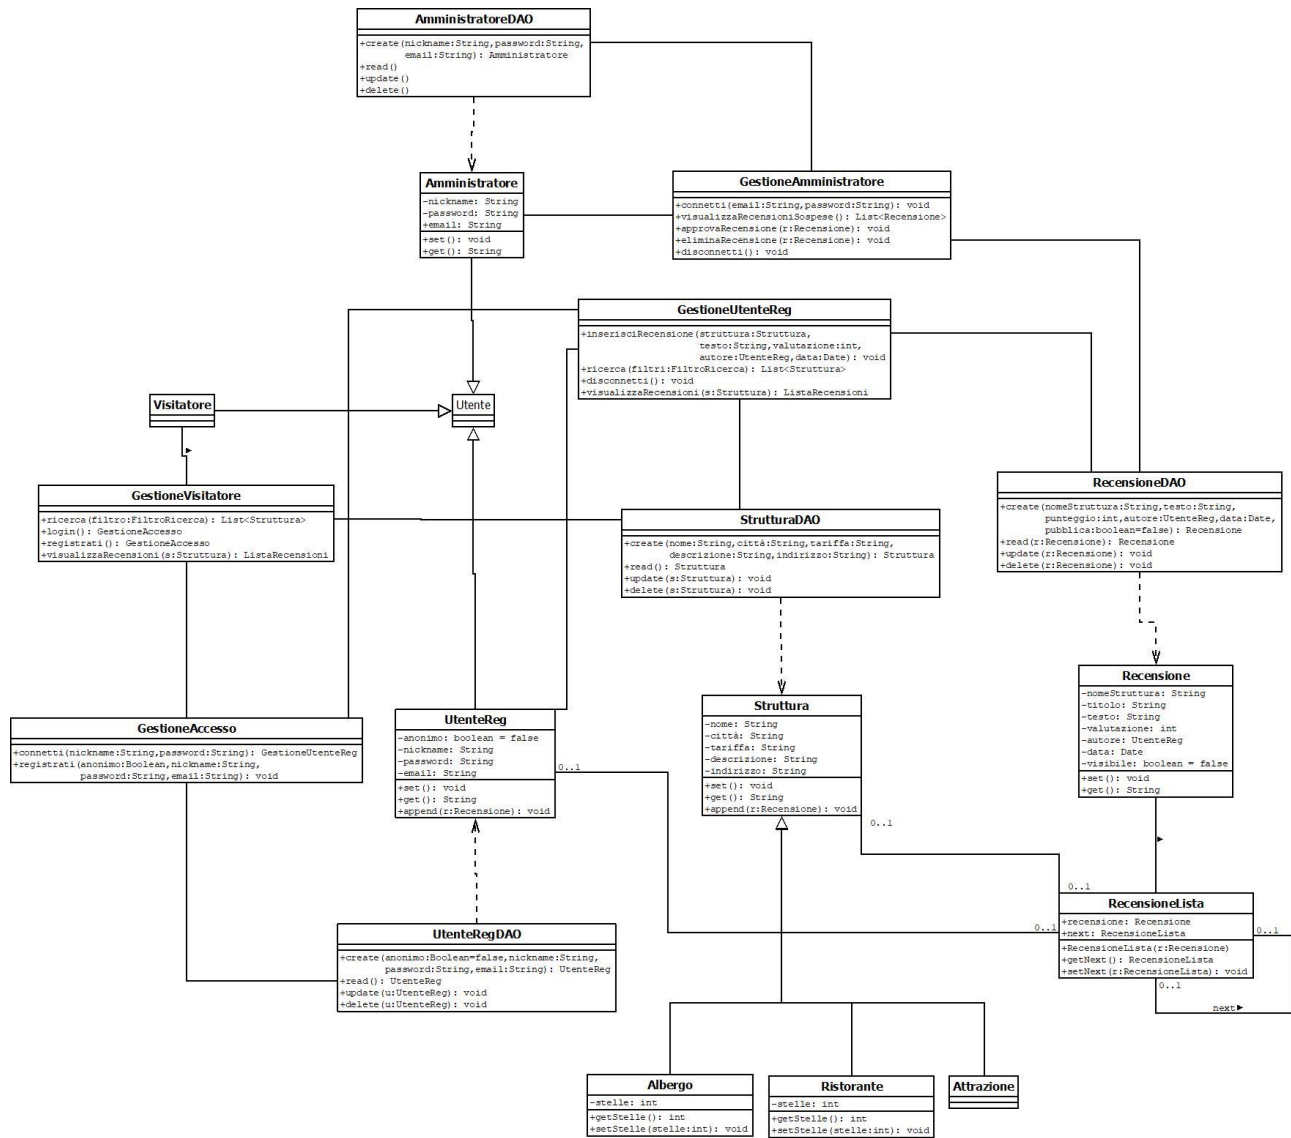 AmministratoreDAO
+create(nickname:String,password:String,
email:String): Amministratore
+read()
+update()
+delete()
Amministratore
-nickname: String
-password: String
+email: String
+set(): void
+get(): String
GestioneAmministratore
+connetti(email:String,password:String): void
+visualizzaRecensioniSospese(): List<Recensione>
+approvaRecensione(r:Recensione): void
+eliminaRecensione(r:Recensione): void
+disconnetti(): void
GestioneUtenteReg
+inserisciRecensione(struttura:Struttura,
testo:String,valutazione:int,
autore:UtenteReg,data:Date): void
+ricerca(filtri:FiltroRicerca): List<Struttura>
+disconnetti(): void
+visualizzaRecensioni(s:Struttura): ListaRecensioni
Visitatore
Utente
GestioneVisitatore
+ricerca(filtro:FiltroRicerca): List<Struttura>
+login(): GestioneAccesso
+registrati(): GestioneAccesso
+visualizzaRecensioni(s:Struttura): ListaRecensioni
StrutturaDAO
+create(nome:String,città:String,tariffa:String,
descrizione:String,indirizzo:String): Struttura
+read(): Struttura
+update(s:Struttura): void
+delete(s:Struttura): void
RecensioneDAO
+create(nomeStruttura:String,testo:String,
punteggio:int,autore:UtenteReg,data:Date,
pubblica:boolean=false): Recensione
+read(r:Recensione): Recensione
+update(r:Recensione): void
+delete(r:Recensione): void
GestioneAccesso
+connetti(nickname:String,password:String): GestioneUtenteReg
+registrati(anonimo:Boolean,nickname:String,
password:String,email:String): void
UtenteReg
-anonimo: boolean = false
-nickname: String
-password: String
-email: String
+set(): void
+get(): String
+append(r:Recensione): void
0..1
Struttura
-nome: String
-città: String
-tariffa: String
-descrizione: String
-indirizzo: String
+set(): void
+get(): String
+append(r:Recensione): void
0..1
Recensione
-nomeStruttura: String
-titolo: String
-testo: String
-valutazione: int
-autore: UtenteReg
-data: Date
-visibile: boolean = false
+set(): void
+get(): String
0..1
RecensioneLista
+recensione: Recensione
+next: RecensioneLista
+RecensioneLista(r:Recensione)
+getNext(): RecensioneLista
+setNext(r:RecensioneLista): void
0..1
0..1
0..1
next
UtenteRegDAO
+create(anonimo:Boolean=false,nickname:String,
password:String,email:String): UtenteReg
+read(): UtenteReg
+update(u:UtenteReg): void
+delete(u:UtenteReg): void
Albergo
-stelle: int
+getStelle(): int
+setStelle(stelle:int): void
Ristorante
-stelle: int
+getStelle(): int
+setStelle(stelle:int): void
Attrazione